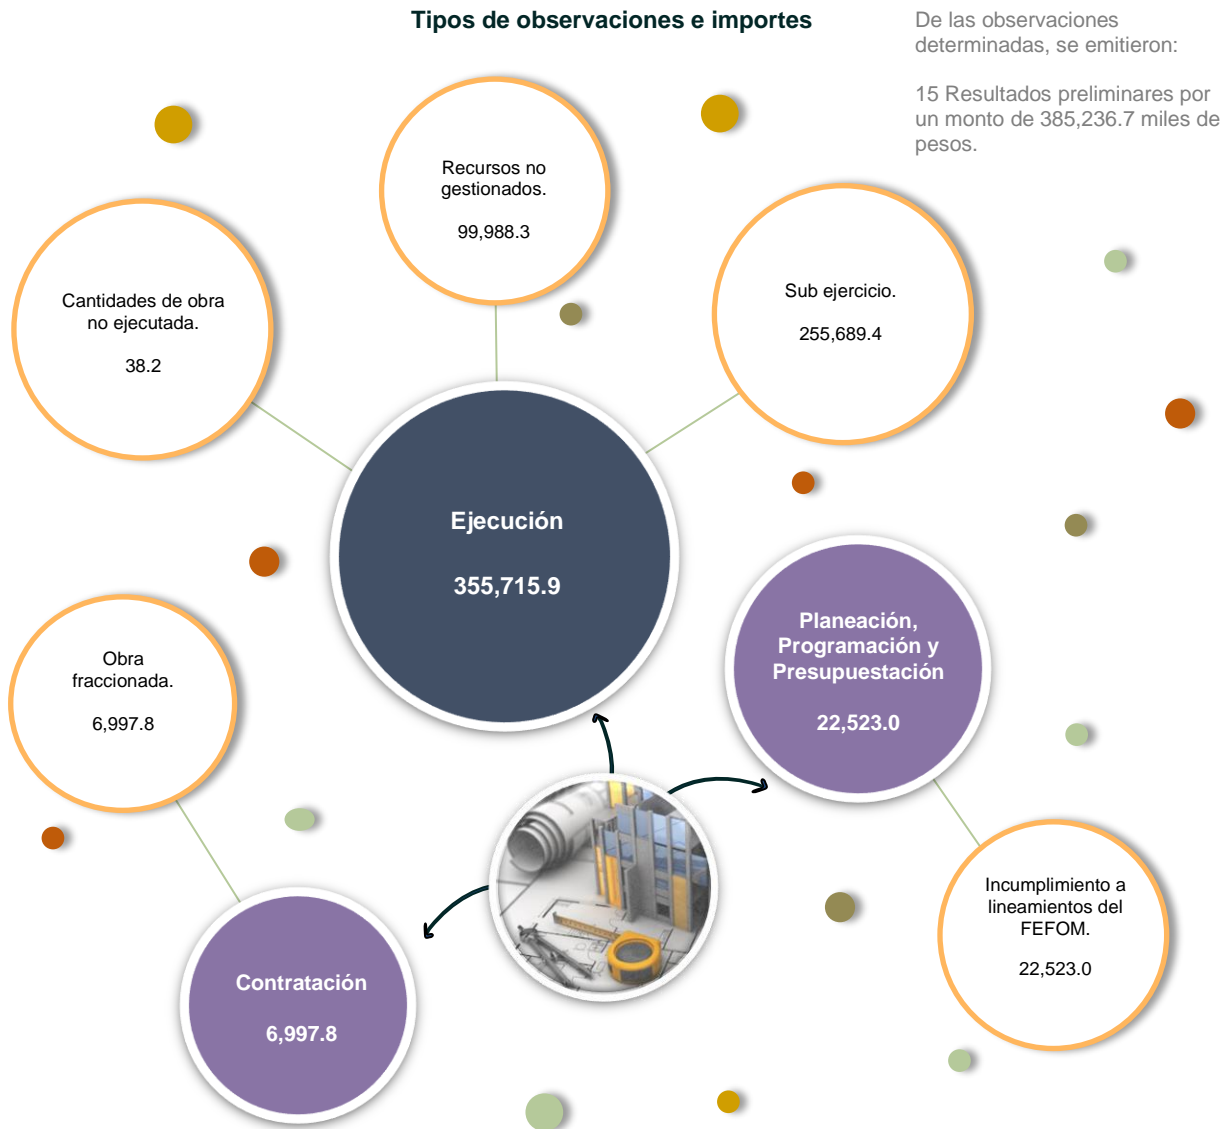 Tipos de observaciones e importes
De las observaciones
determinadas, se emitieron:
15 Resultados preliminares por
un monto de 385,236.7 miles de
pesos.
Recursos no
gestionados.
99,988.3
Cantidades de obra
no ejecutada.
38.2
Sub ejercicio.
255,689.4
Ejecución
355,715.9
Planeación,
Programación y
Presupuestación
22,523.0
Obra
fraccionada.
6,997.8
Incumplimiento a
lineamientos del
FEFOM.
22,523.0
Contratación
6,997.8